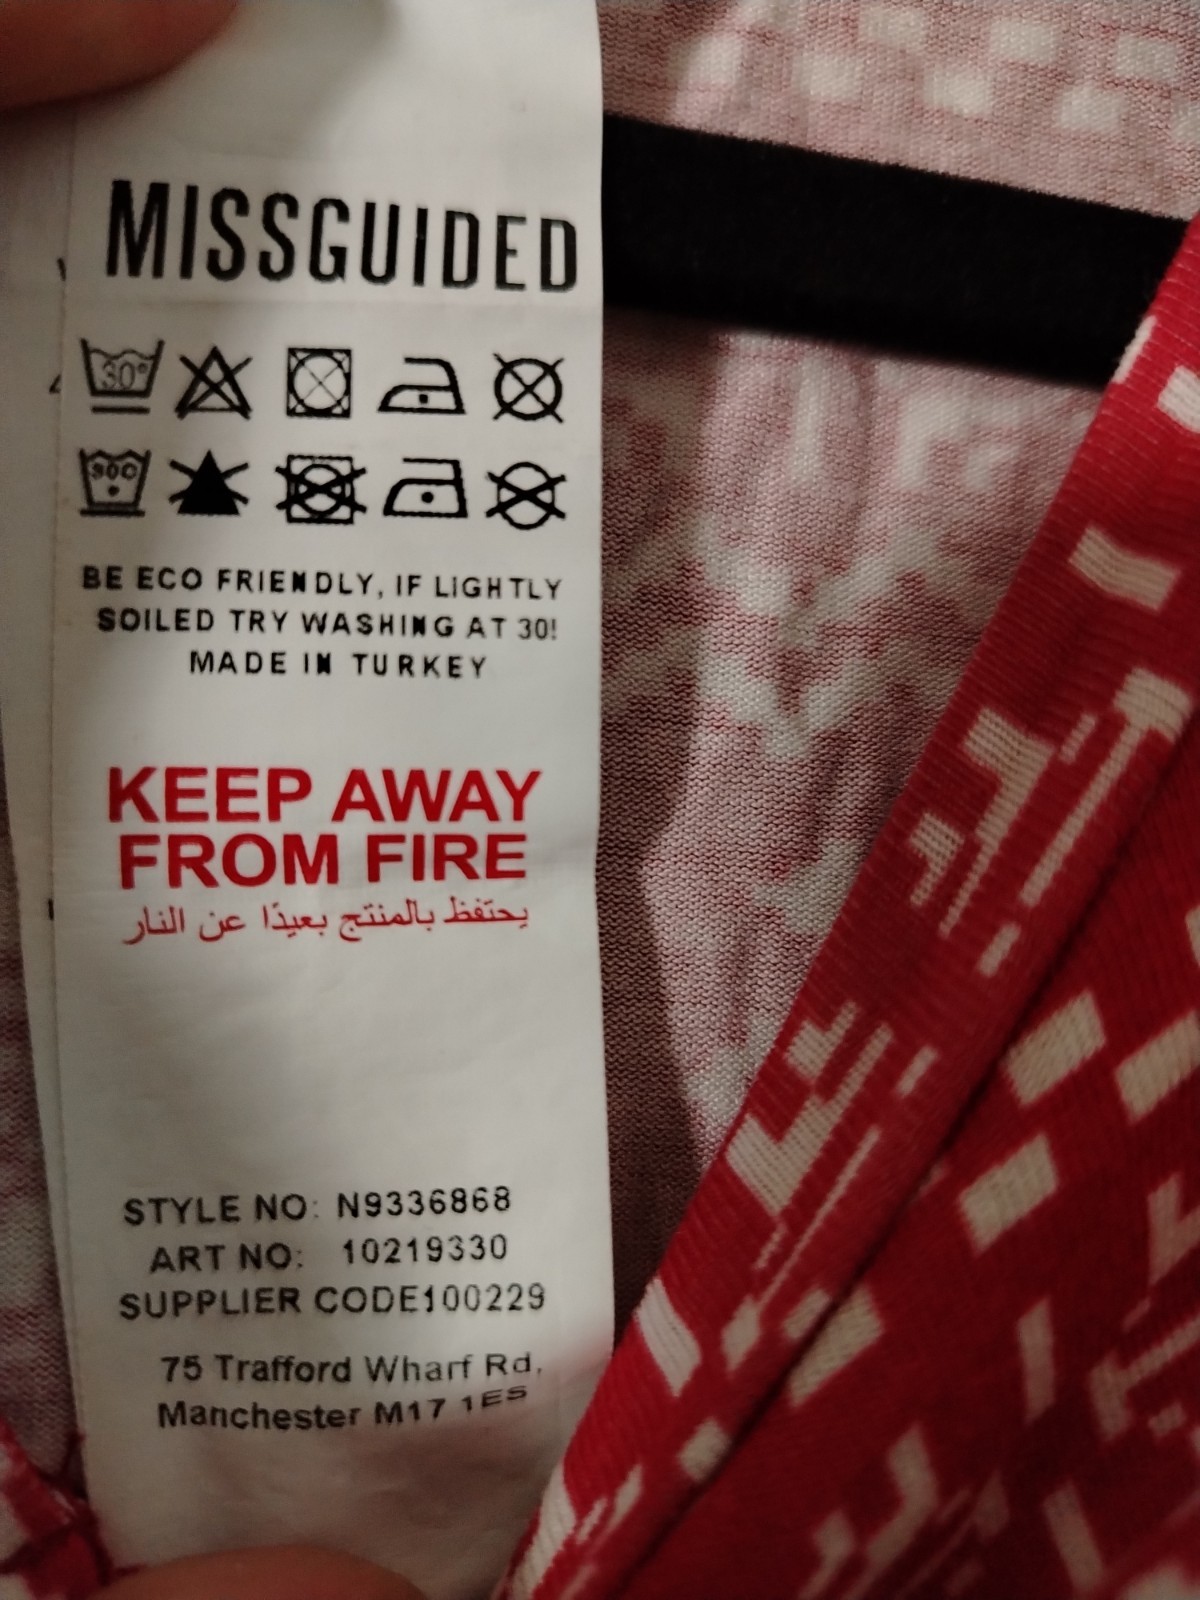 MISSGUIDED
30°
30C
BE ECO FRIENDLY, IF LIGHTLY
SOILED TRY WASHING AT 30!
MADE IN TURKEY
KEEP AWAY
FROM FIRE
يحتفظ بالمنتج بعيدًا عن النار
STYLE NO: N9336868
ART NO: 10219330
SUPPLIER CODE100229
75 Trafford Wharf Rd,
Manchester M17 1ES